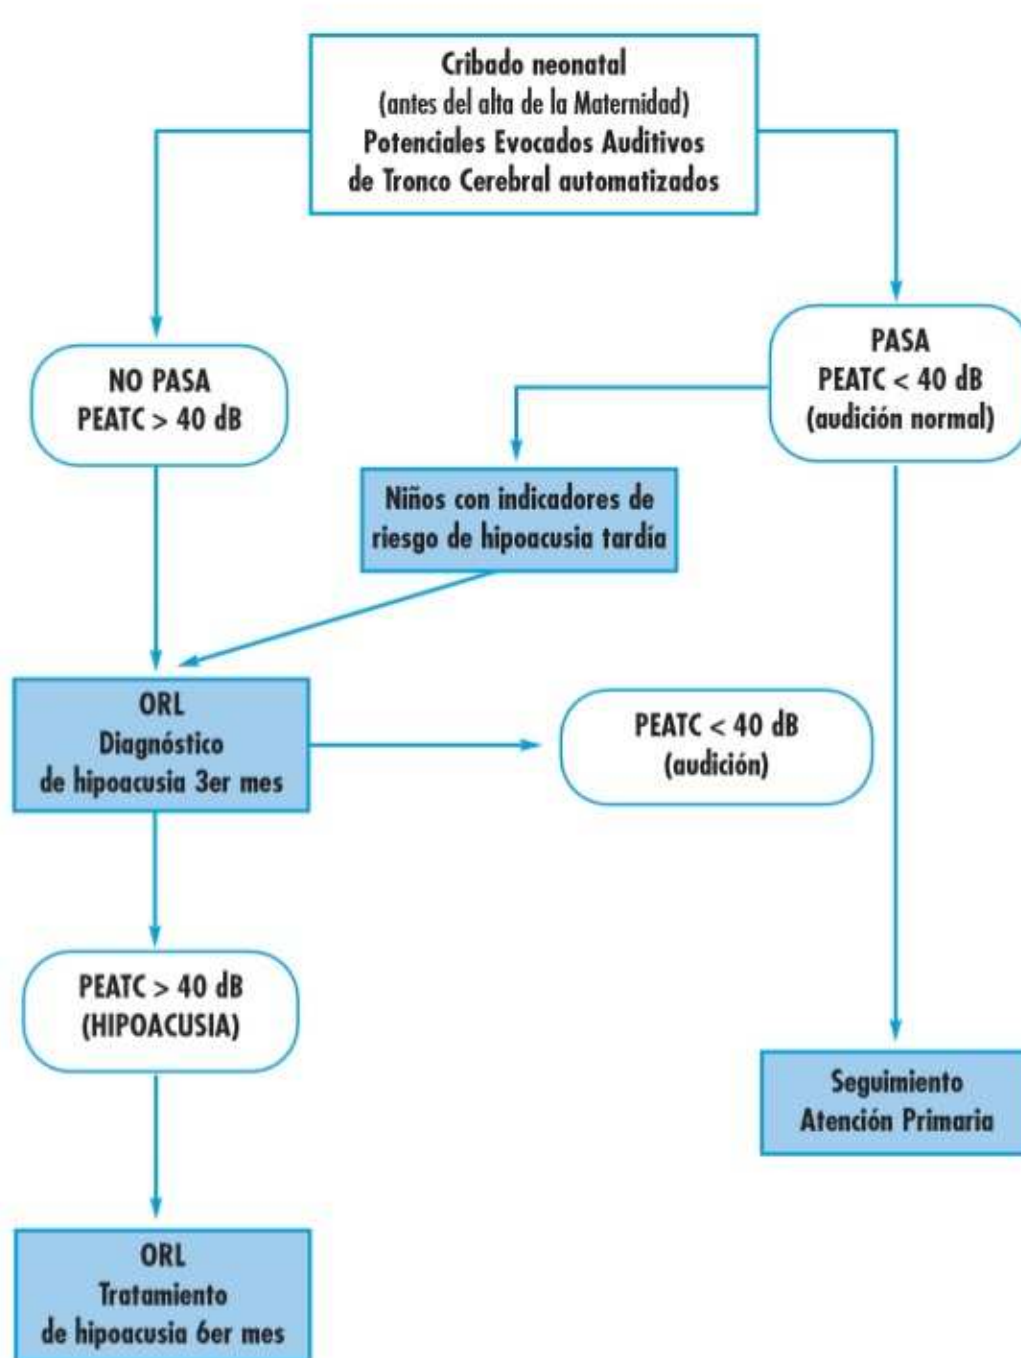 Cribado neonatal
(antes del alta de la Maternidad)
Potenciales Evocados Auditivos
de Tronco Cerebral automatizados
NO PASA
PEATC > 40 dB
PASA
PEATC < 40 dB
(audición normal)
Niños con indicadores de
riesgo de hipoacusia tardía
ORL
Diagnóstico
de hipoacusia 3er mes
PEATC < 40 dB
(audición)
PEATC > 40 dB
(HIPOACUSIA)
Seguimiento
Atención Primaria
ORL
Tratamiento
de hipoacusia 6er mes